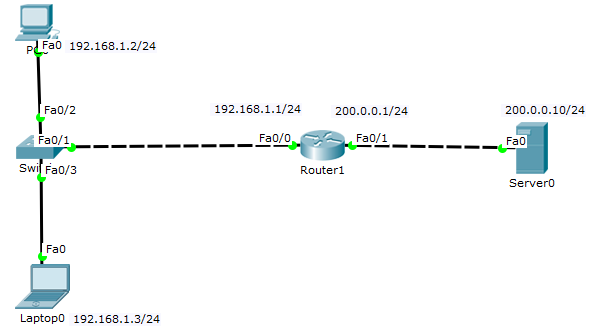 Fa0 192.168.1.2/24
Fa0/2
192.168.1.1/24 200.0.0.1/24 200.0.0.10/24
Fa0/1 Fa0/0 Fa0/1 Fa0
Fa0/3 Router1
Server0
Fa0
Laptop0 192.168.1.3/24